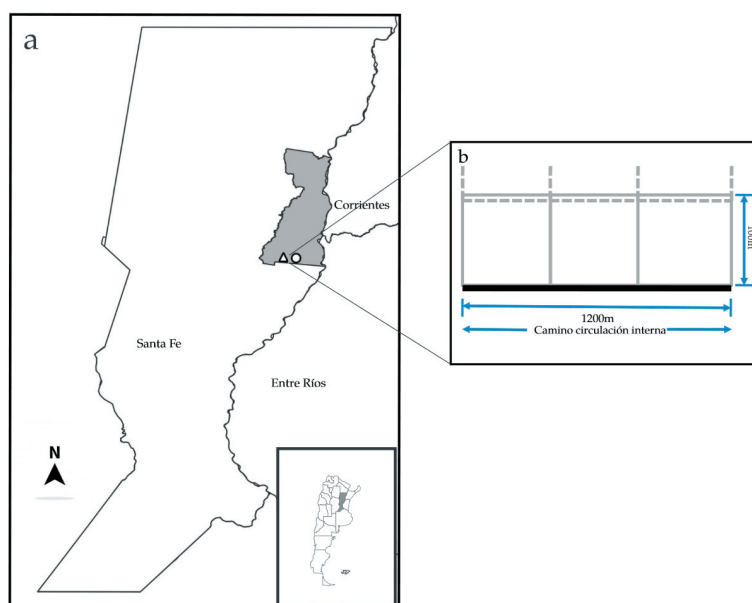 a
Corrientes
Santa Fe
Entre Ríos
N
b
1200m
Camino circulación interna